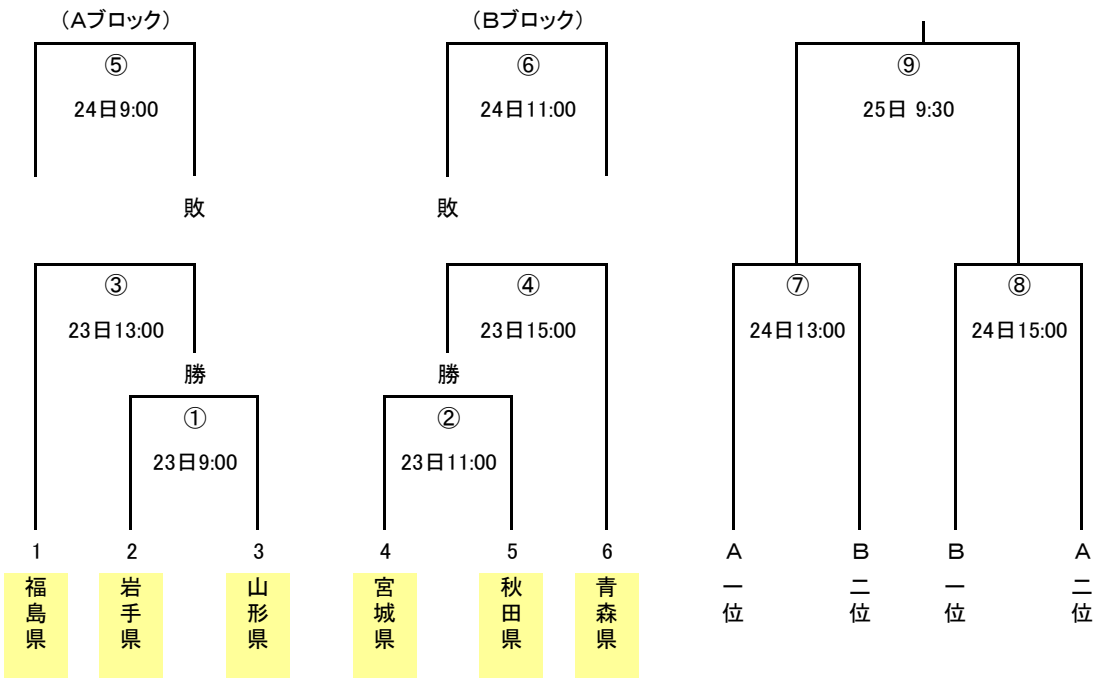 （Aブロック）
（Bブロック）
⑤
⑥
⑨
24日9:00
24日11:00
25日 9:30
敗
敗
③
④
⑦
⑧
23日13:00
23日15:00
24日13:00
24日15:00
勝
勝
①
②
23日9:00
23日11:00
1
2
3
4
5
6
A
B
B
A
福島県
岩手県
山形県
宮城県
秋田県
青森県
一位
二位
一位
二位